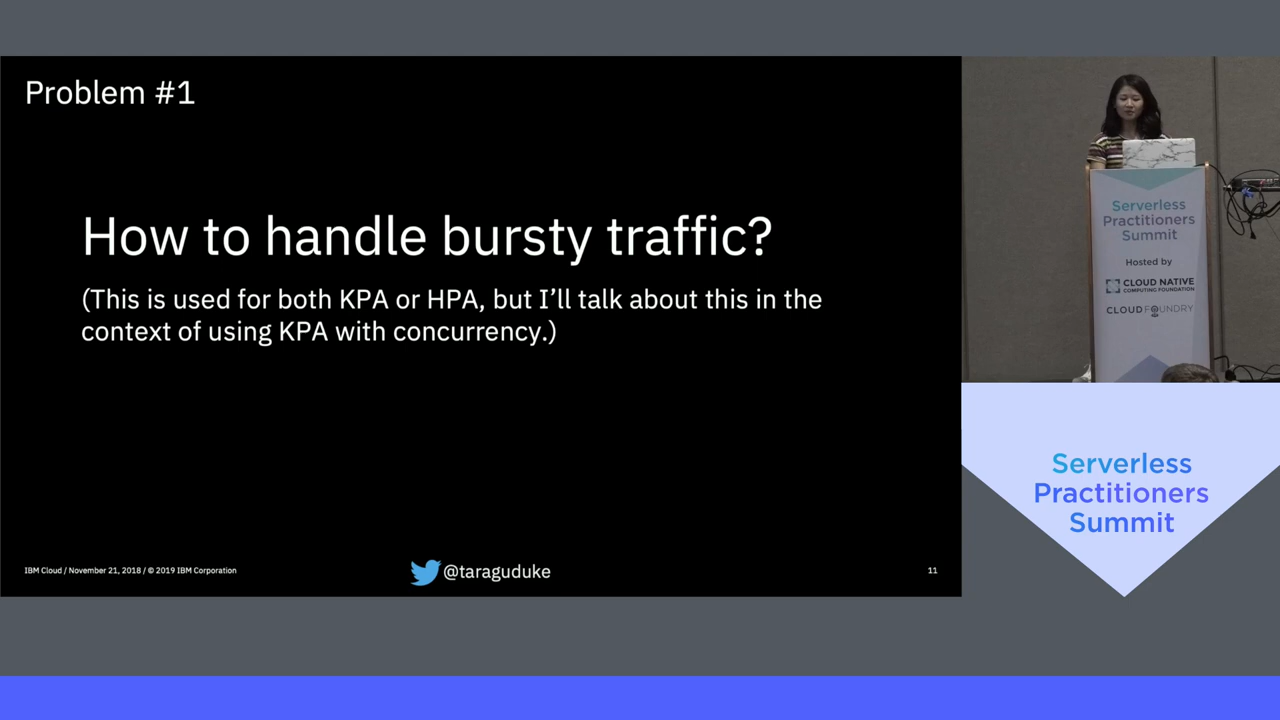 Problem #1
How to handle bursty traffic?
(This is used for both KPA or HPA, but I’ll talk about this in the
context of using KPA with concurrency.)
IBM Cloud / November 21, 2018 / © 2019 IBM Corporation
@taraguduke
11
Serverless
Practitioners
Summit
Hosted by
CLOUD NATIVE
COMPUTING FOUNDATION
CLOUD FOUNDRY
Serverless
Practitioners
Summit